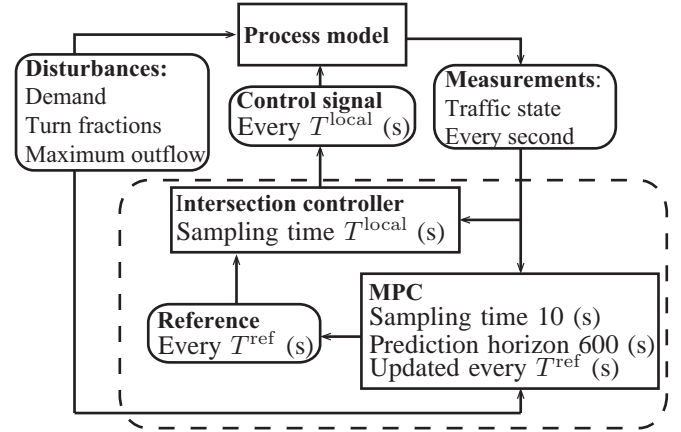 Process model
Disturbances:
Demand
Turn fractions
Maximum outflow
Control signal
Every T^local (s)
Measurements:
Traffic state
Every second
Intersection controller
Sampling time T^local (s)
MPC
Sampling time 10 (s)
Prediction horizon 600 (s)
Updated every T^ref (s)
Reference
Every T^ref (s)